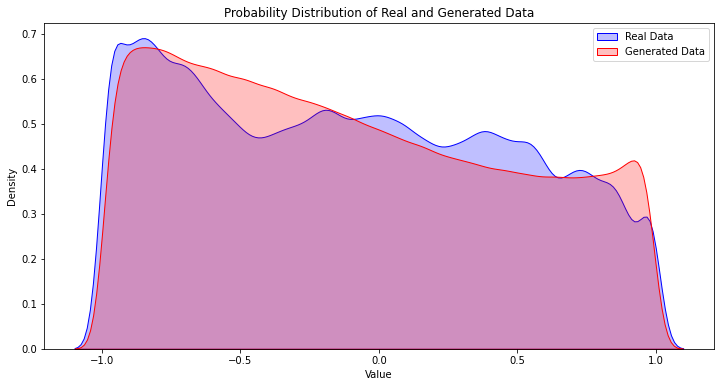 Probability Distribution of Real and Generated Data
Real Data
Generated Data
0.7
0.6
0.5
0.4
0.3
0.2
0.1
0.0
Density
−1.0
−0.5
0.0
0.5
1.0
Value